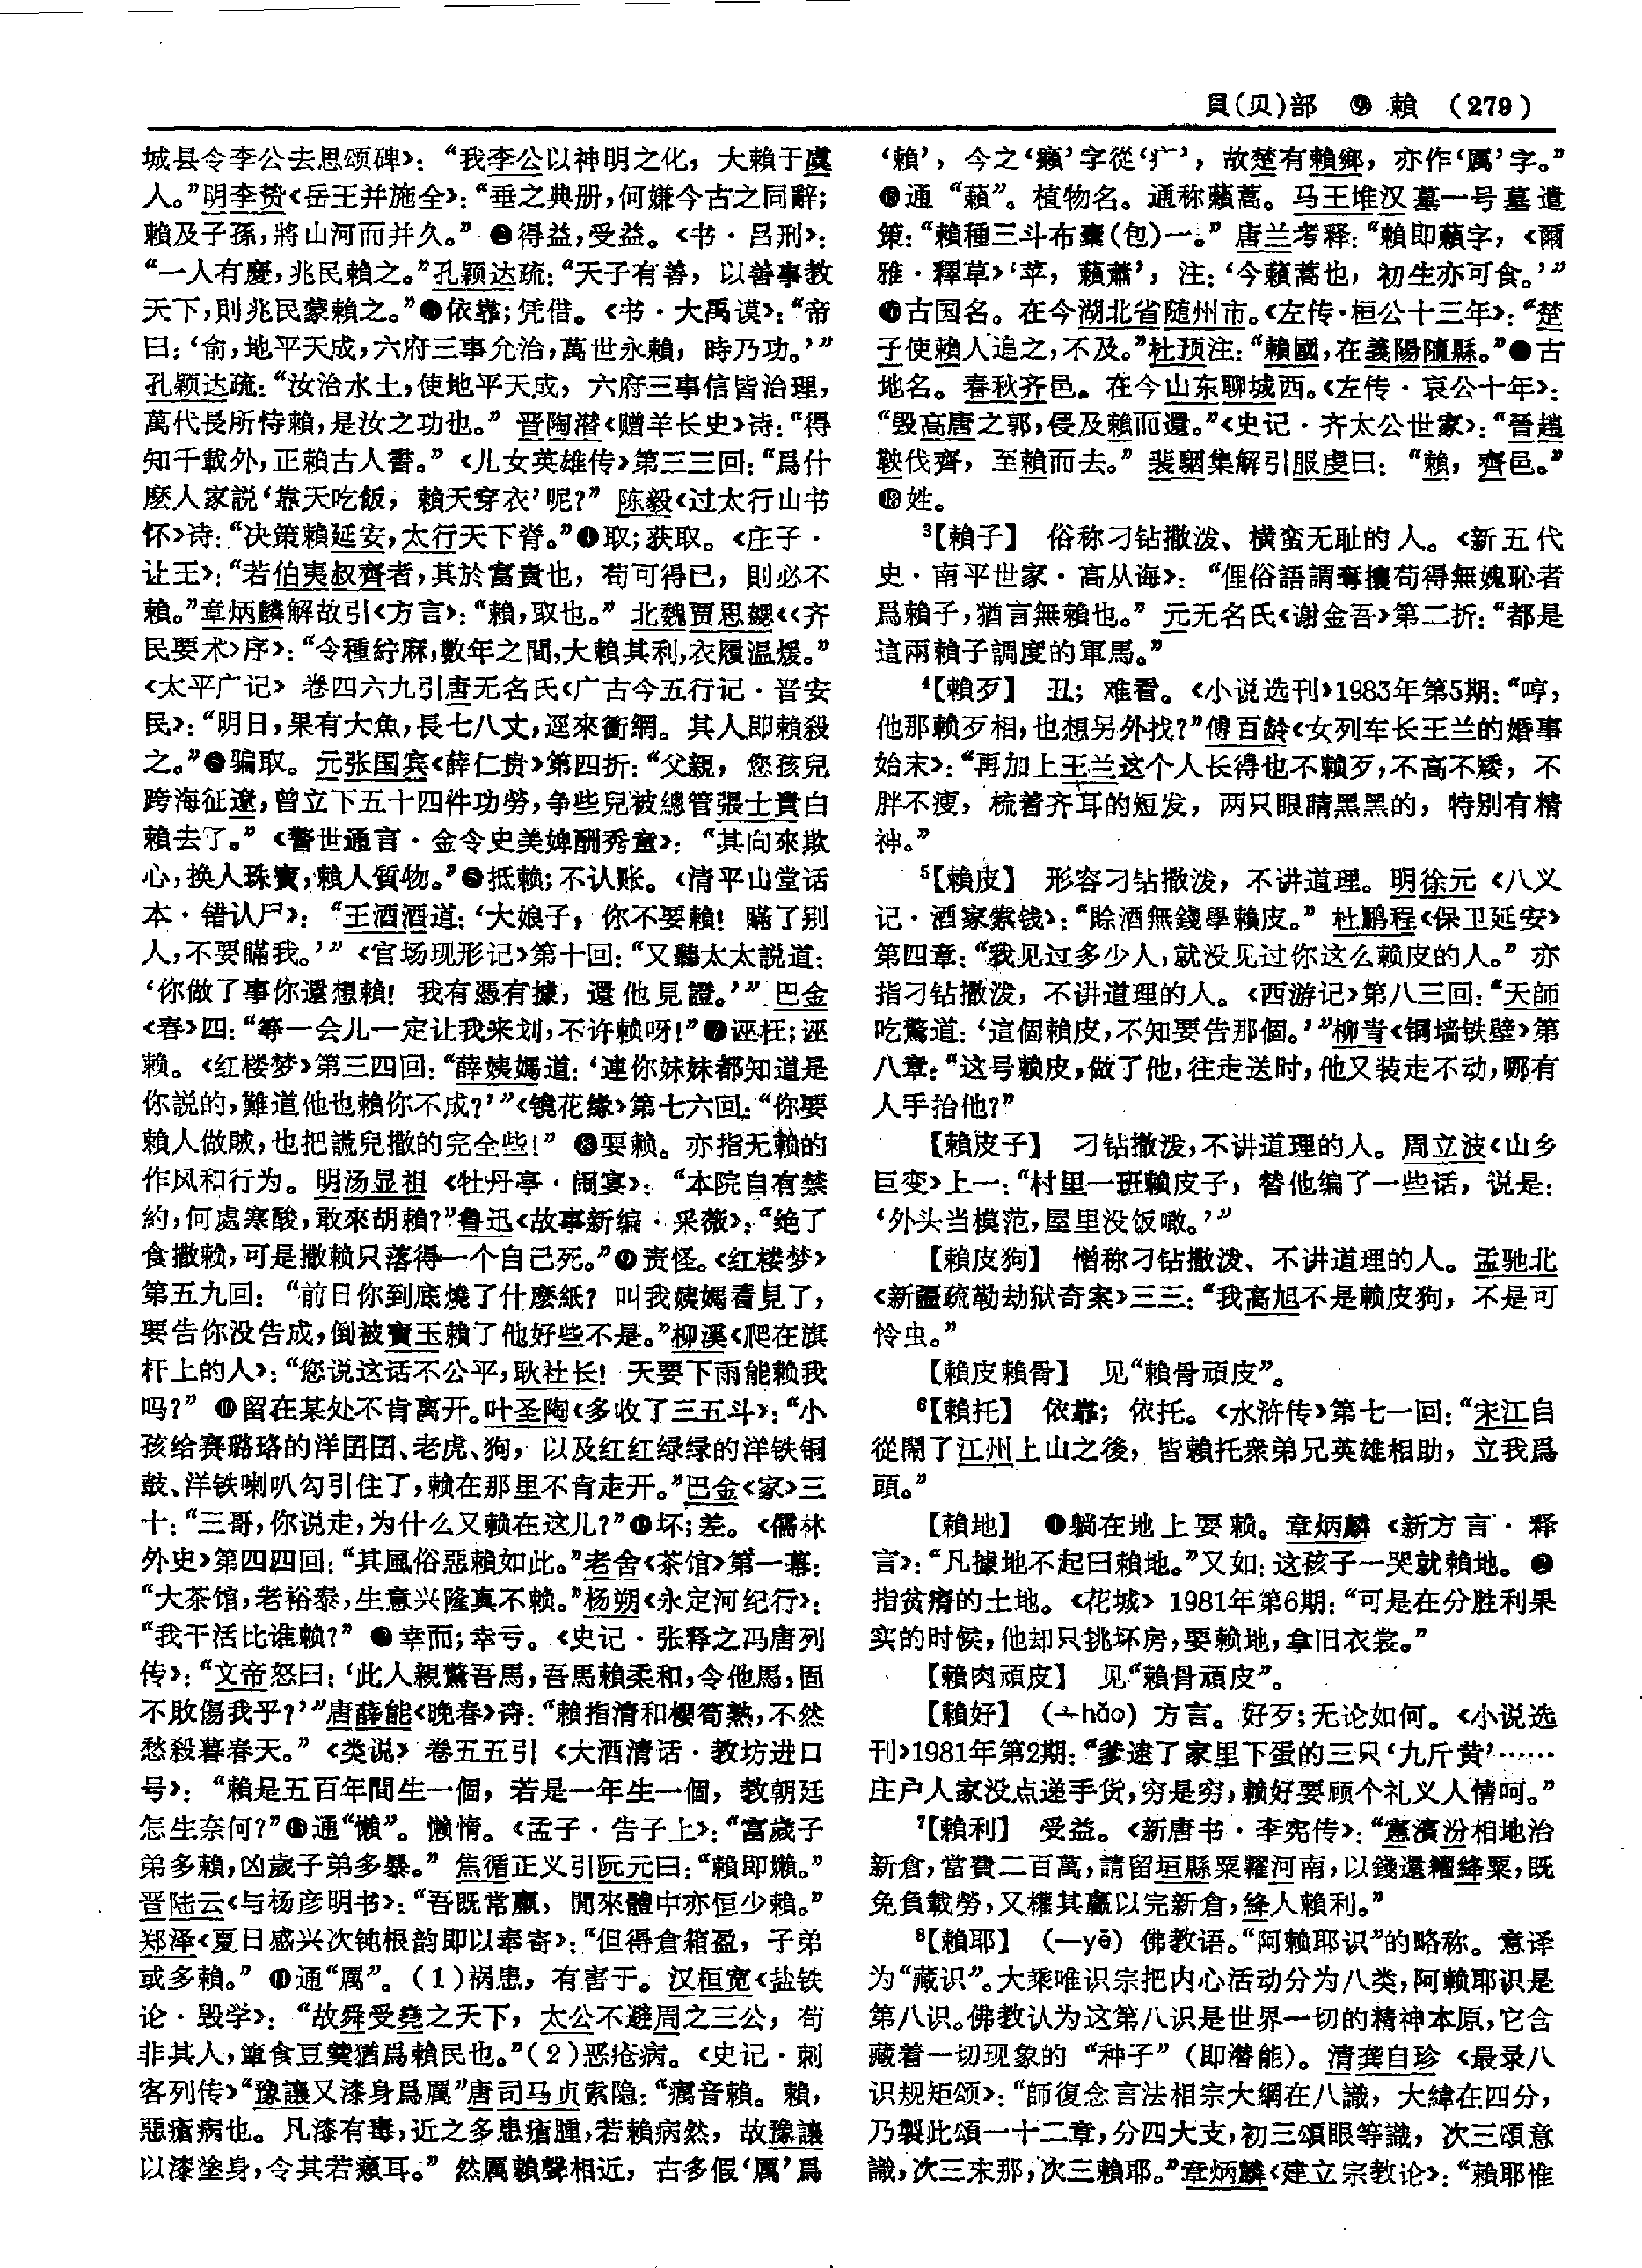 貝(贝)部 ⑨ 賴 (279)
城县令李公去思颂碑》：“我李公以神明之化，大賴于虞
人。”明李贽《岳王并施全》：“垂之典册，何嫌今古之同辭；
賴及子孫，將山河而并久。”❷得益，受益。《书·吕刑》：
“一人有慶，兆民賴之。”孔颖达疏：“天子有善，以善事教
天下，則兆民蒙賴之。”❸依靠；凭借。《书·大禹谟》：“帝
曰：‘俞，地平天成，六府三事允治，萬世永賴，時乃功。’”
孔颖达疏：“汝治水土，使地平天成，六府三事信皆治理，
萬代長所恃賴，是汝之功也。”晋陶潜《赠羊长史》诗：“得
知千載外，正賴古人書。”《儿女英雄传》第三三回：“爲什
麽人家説‘靠天吃飯，賴天穿衣’呢？”陈毅《过太行山书
怀》诗：“决策賴延安，太行天下脊。”❹取；获取。《庄子·
让王》：“若伯夷叔齊者，其於富貴也，苟可得已，則必不
賴。”章炳麟解故引《方言》：“賴，取也。”北魏贾思勰《〈齐
民要术〉序》：“令種紵麻，數年之間，大賴其利，衣履温煖。”
《太平广记》卷四六九引唐无名氏《广古今五行记·晋安
民》：“明日，果有大魚，長七八丈，逕來衝網。其人即賴殺
之。”❺骗取。元张国宾《薛仁贵》第四折：“父親，您孩兒
跨海征遼，曾立下五十四件功勞，争些兒被總管張士貴白
賴去了。”《警世通言·金令史美婢酬秀童》：“其向來欺
心，换人珠寶，賴人質物。”❻抵赖；不认账。《清平山堂话
本·错认尸》：“王酒酒道：‘大娘子，你不要賴！瞞了别
人，不要瞞我。’”《官场现形记》第十回：“又聽太太説道：
‘你做了事你還想賴！我有憑有據，還他見證。’”巴金
《春》四：“等一会儿一定让我来划，不许赖呀！”❼诬枉；诬
赖。《红楼梦》第三四回：“薛姨媽道：‘連你妹妹都知道是
你説的，難道他也賴你不成？’”《镜花缘》第七六回：“你要
賴人做賊，也把謊兒撒的完全些！”❽耍赖。亦指无赖的
作风和行为。明汤显祖《牡丹亭·闹宴》：“本院自有禁
約，何處寒酸，敢來胡賴？”鲁迅《故事新编·采薇》：“绝了
食撒赖，可是撒赖只落得一个自己死。”❾责怪。《红楼梦》
第五九回：“前日你到底燒了什麽紙？叫我姨媽看見了，
要告你没告成，倒被寶玉賴了他好些不是。”柳溪《爬在旗
杆上的人》：“您说这话不公平，耿社长！天要下雨能赖我
吗？”❿留在某处不肯离开。叶圣陶《多收了三五斗》：“小
孩给赛璐珞的洋囝囝、老虎、狗，以及红红绿绿的洋铁铜
鼓、洋铁喇叭勾引住了，赖在那里不肯走开。”巴金《家》三
十：“三哥，你说走，为什么又赖在这儿？”⓫坏；差。《儒林
外史》第四四回：“其風俗惡賴如此。”老舍《茶馆》第一幕：
“大茶馆，老裕泰，生意兴隆真不赖。”杨朔《永定河纪行》：
“我干活比谁赖？”⓬幸而；幸亏。《史记·张释之冯唐列
传》：“文帝怒曰：‘此人親驚吾馬，吾馬賴柔和，令他馬，固
不敗傷我乎？’”唐薛能《晚春》诗：“賴指清和櫻筍熟，不然
愁殺暮春天。”《类说》卷五五引《大酒清话·教坊进口
号》：“賴是五百年間生一個，若是一年生一個，教朝廷
怎生奈何？”⓭通“懒”。懒惰。《孟子·告子上》：“富歲子
弟多賴，凶歲子弟多暴。”焦循正义引阮元曰：“賴即嬾。”
晋陆云《与杨彦明书》：“吾既常羸，閒來體中亦恒少賴。”
郑泽《夏日感兴次钝根韵即以奉寄》：“但得倉箱盈，子弟
或多賴。”⓮通“厲”。(1)祸患，有害于。汉桓宽《盐铁
论·毁学》：“故舜受堯之天下，太公不避周之三公，苟
非其人，簞食豆羹猶爲賴民也。”(2)恶疮病。《史记·刺
客列传》“豫讓又漆身爲厲”唐司马贞索隐：“癘音賴。賴，
惡瘡病也。凡漆有毒，近之多患瘡腫，若賴病然，故豫讓
以漆塗身，令其若癩耳。”然厲賴聲相近，古多假‘厲’爲
‘賴’，今之‘癩’字從‘疒’，故楚有賴鄉，亦作‘厲’字。”
⓯通“藾”。植物名。通称藾蒿。马王堆汉墓一号墓遣
策：“賴種三斗布囊(包)一。”唐兰考释：“賴即藾字，《爾
雅·釋草》‘苹，藾蕭’，注：‘今藾蒿也，初生亦可食。’”
⓰古国名。在今湖北省随州市。《左传·桓公十三年》：“楚
子使賴人追之，不及。”杜预注：“賴國，在義陽隨縣。”⓱古
地名。春秋齐邑。在今山东聊城西。《左传·哀公十年》：
“毁高唐之郭，侵及賴而還。”《史记·齐太公世家》：“晉趙
鞅伐齊，至賴而去。”裴駰集解引服虔曰：“賴，齊邑。”
⓲姓。
³【賴子】 俗称刁钻撒泼、横蛮无耻的人。《新五代
史·南平世家·高从诲》：“俚俗語謂奪攘苟得無媿恥者
爲賴子，猶言無賴也。”元无名氏《谢金吾》第二折：“都是
這兩賴子調度的軍馬。”
⁴【賴歹】 丑；难看。《小说选刊》1983年第5期：“哼，
他那赖歹相，也想另外找？”傅百龄《女列车长王兰的婚事
始末》：“再加上王兰这个人长得也不赖歹，不高不矮，不
胖不瘦，梳着齐耳的短发，两只眼睛黑黑的，特别有精
神。”
⁵【賴皮】 形容刁钻撒泼，不讲道理。明徐元《八义
记·酒家索钱》：“賒酒無錢學賴皮。”杜鹏程《保卫延安》
第四章：“我见过多少人，就没见过你这么赖皮的人。”亦
指刁钻撒泼，不讲道理的人。《西游记》第八三回：“天師
吃驚道：‘這個賴皮，不知要告那個。’”柳青《铜墙铁壁》第
八章：“这号赖皮，做了他，往走送时，他又装走不动，哪有
人手抬他？”
【賴皮子】 刁钻撒泼，不讲道理的人。周立波《山乡
巨变》上一：“村里一班赖皮子，替他编了一些话，说是：
‘外头当模范，屋里没饭噉。’”
【賴皮狗】 憎称刁钻撒泼、不讲道理的人。孟驰北
《新疆疏勒劫狱奇案》三三：“我高旭不是赖皮狗，不是可
怜虫。”
【賴皮賴骨】 见“賴骨頑皮”。
⁶【賴托】 依靠；依托。《水浒传》第七一回：“宋江自
從鬧了江州上山之後，皆賴托衆弟兄英雄相助，立我爲
頭。”
【賴地】 ❶躺在地上耍赖。章炳麟《新方言·释
言》：“凡據地不起曰賴地。”又如：这孩子一哭就賴地。❷
指贫瘠的土地。《花城》1981年第6期：“可是在分胜利果
实的时候，他却只挑坏房，要赖地，拿旧衣裳。”
【賴肉頑皮】 见“賴骨頑皮”。
【賴好】 (—hǎo) 方言。好歹；无论如何。《小说选
刊》1981年第2期：“爹逮了家里下蛋的三只‘九斤黄’……
庄户人家没点递手货，穷是穷，赖好要顾个礼义人情呵。”
⁷【賴利】 受益。《新唐书·李宪传》：“憲濱汾相地治
新倉，當費二百萬，請留垣縣粟糶河南，以錢還糴絳粟，既
免負載勞，又權其贏以完新倉，絳人賴利。”
⁸【賴耶】 (—yē) 佛教语。“阿赖耶识”的略称。意译
为“藏识”。大乘唯识宗把内心活动分为八类，阿赖耶识是
第八识。佛教认为这第八识是世界一切的精神本原，它含
藏着一切现象的“种子”(即潜能)。清龚自珍《最录八
识规矩颂》：“師復念言法相宗大綱在八識，大緯在四分，
乃製此頌一十二章，分四大支，初三頌眼等識，次三頌意
識，次三末那，次三賴耶。”章炳麟《建立宗教论》：“賴耶惟